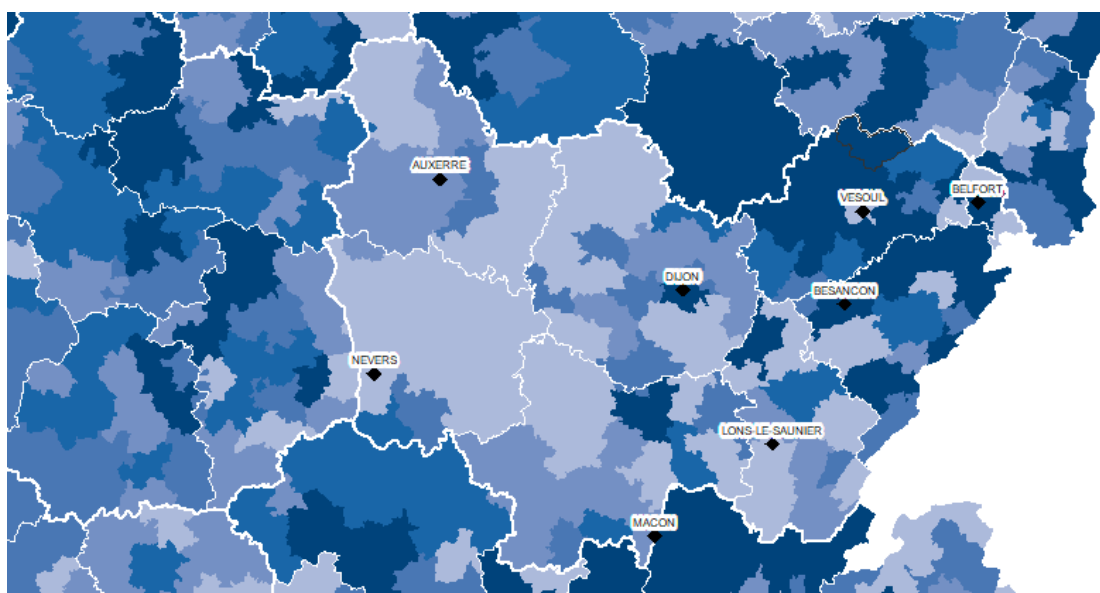 AUXERRE
BELFORT
VESOUL
DIJON
BESANCON
NEVERS
LONS-LE-SAUNIER
MACON